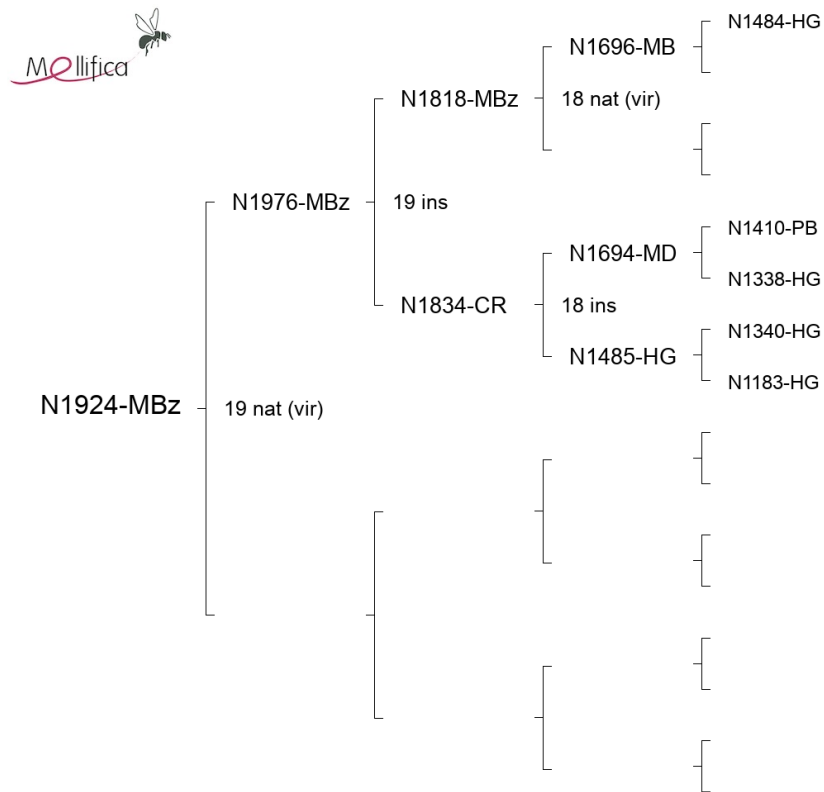 Mellifica
N1484-HG
N1696-MB
N1818-MBz
18 nat (vir)
N1976-MBz
19 ins
N1410-PB
N1694-MD
N1338-HG
N1834-CR
18 ins
N1340-HG
N1485-HG
N1183-HG
N1924-MBz
19 nat (vir)